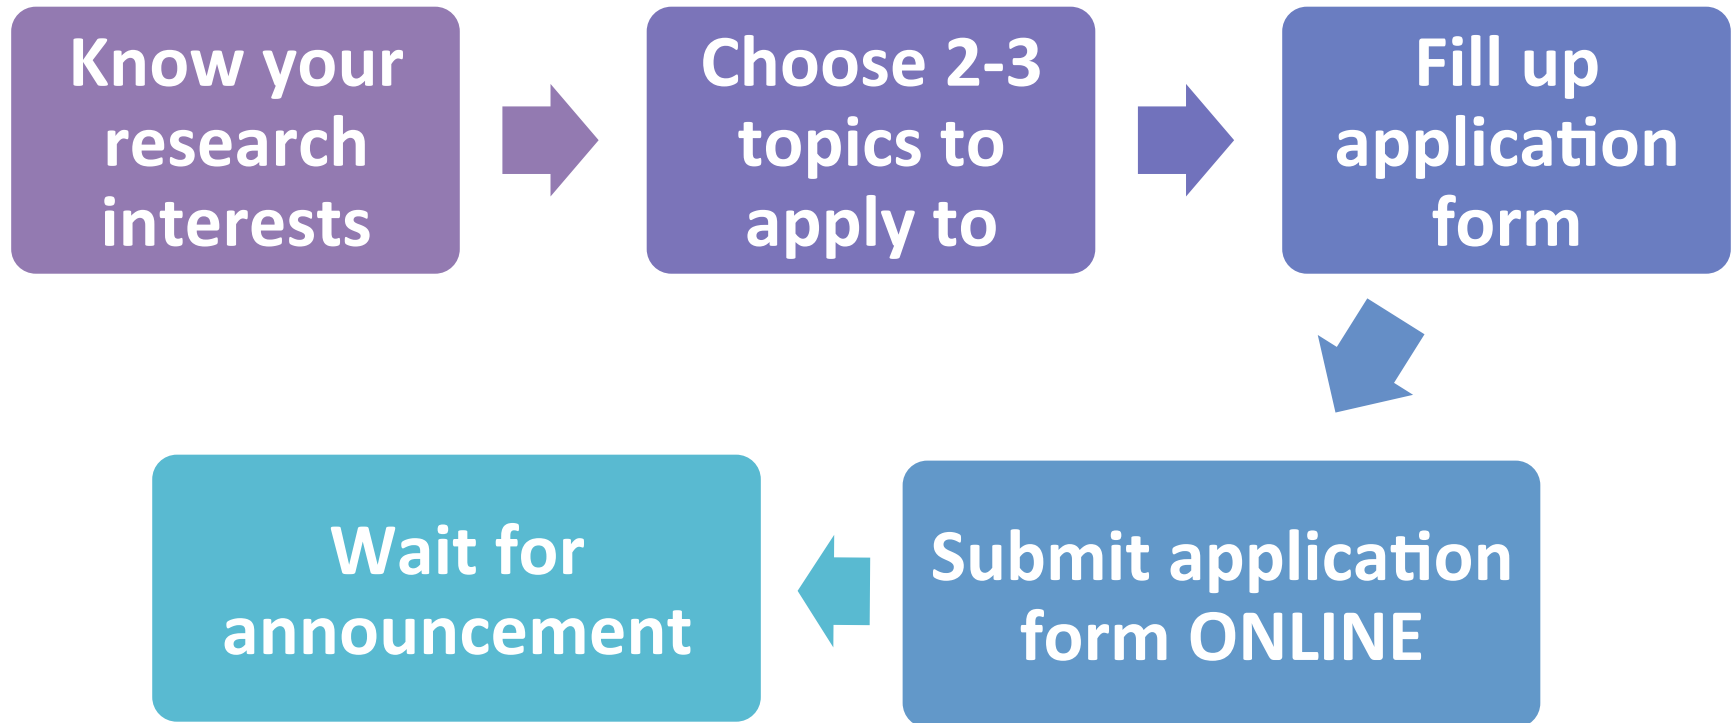 Know your
research
interests
Choose 2-3
topics to
apply to
Fill up
application
form
Submit application
form ONLINE
Wait for
announcement